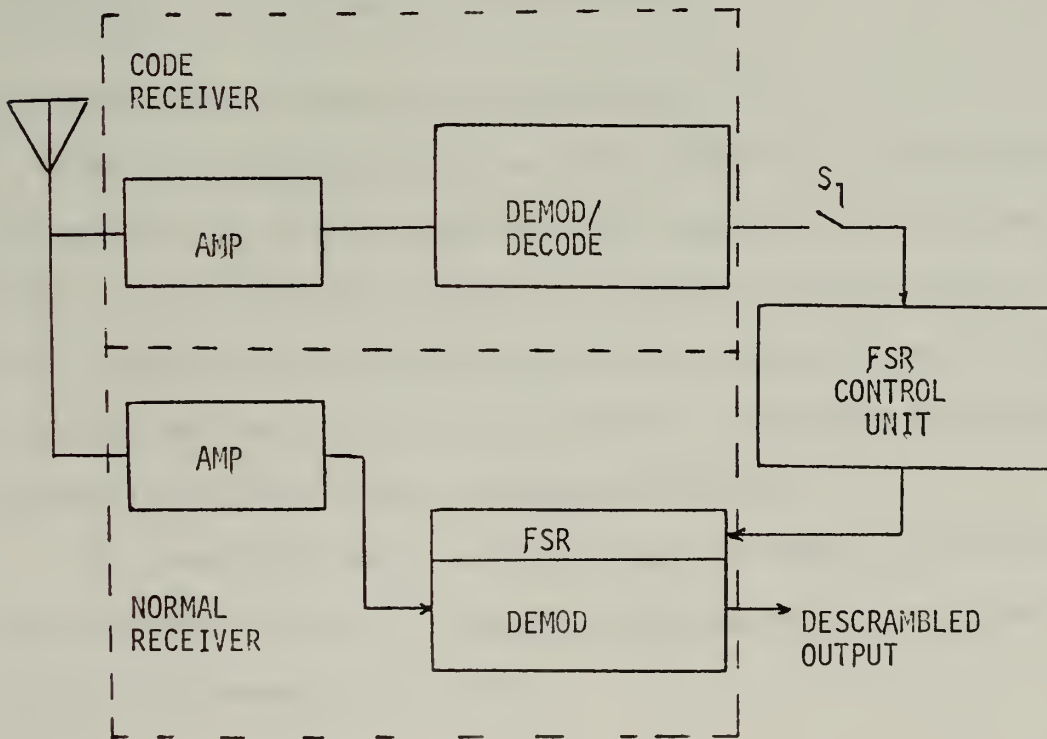 CODE
RECEIVER
AMP
DEMOD/
DECODE
S1
FSR
CONTROL
UNIT
AMP
FSR
DEMOD
NORMAL
RECEIVER
DESCRAMBLED
OUTPUT